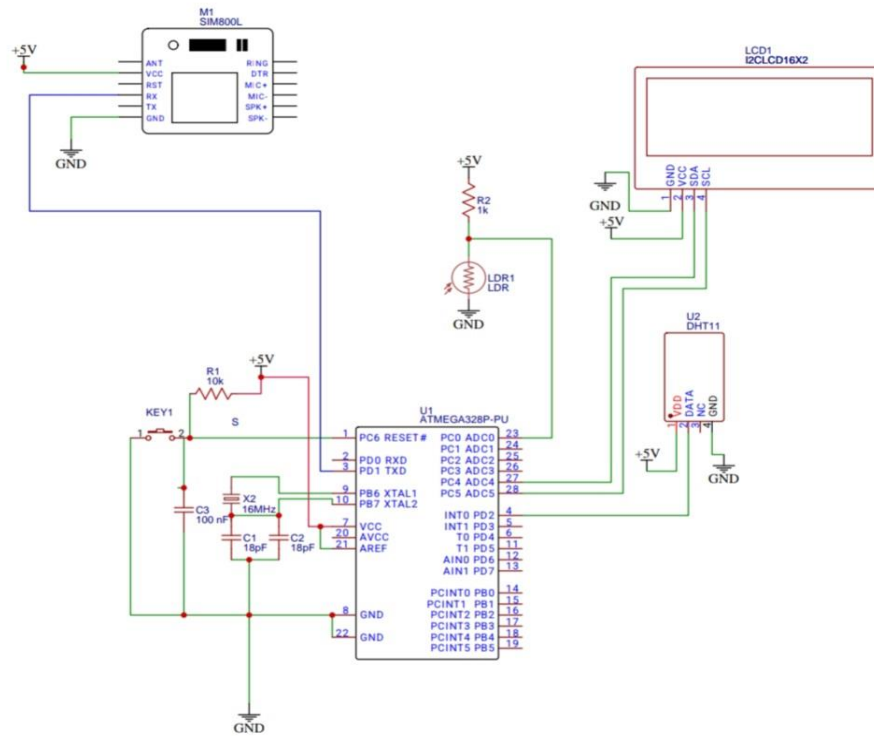 M1
SIM800L
+5V
ANT
VCC
RST
RX
TX
GND
RING
DTR
MIC+
MIC-
SPK+
SPK-
GND
LCD1
I2CLCD16X2
GND
VCC
SDA
SCL
1
2
3
4
GND
+5V
+5V
R2
1k
LDR1
LDR
GND
U2
DHT11
VDD
DATA
NC
GND
1
2
3
4
+5V
GND
+5V
R1
10k
KEY1
S
1
2
C3
100 nF
X2
16MHz
C1
18pF
C2
18pF
GND
U1
ATMEGA328P-PU
1 PC6 RESET#
2 PD0 RXD
3 PD1 TXD
9 PB6 XTAL1
10 PB7 XTAL2
7 VCC
20 AVCC
21 AREF
8 GND
22 GND
PC0 ADC0 23
PC1 ADC1 24
PC2 ADC2 25
PC3 ADC3 26
PC4 ADC4 27
PC5 ADC5 28
INT0 PD2 4
INT1 PD3 5
T0 PD4 6
T1 PD5 11
AIN0 PD6 12
AIN1 PD7 13
PCINT0 PB0 14
PCINT1 PB1 15
PCINT2 PB2 16
PCINT3 PB3 17
PCINT4 PB4 18
PCINT5 PB5 19